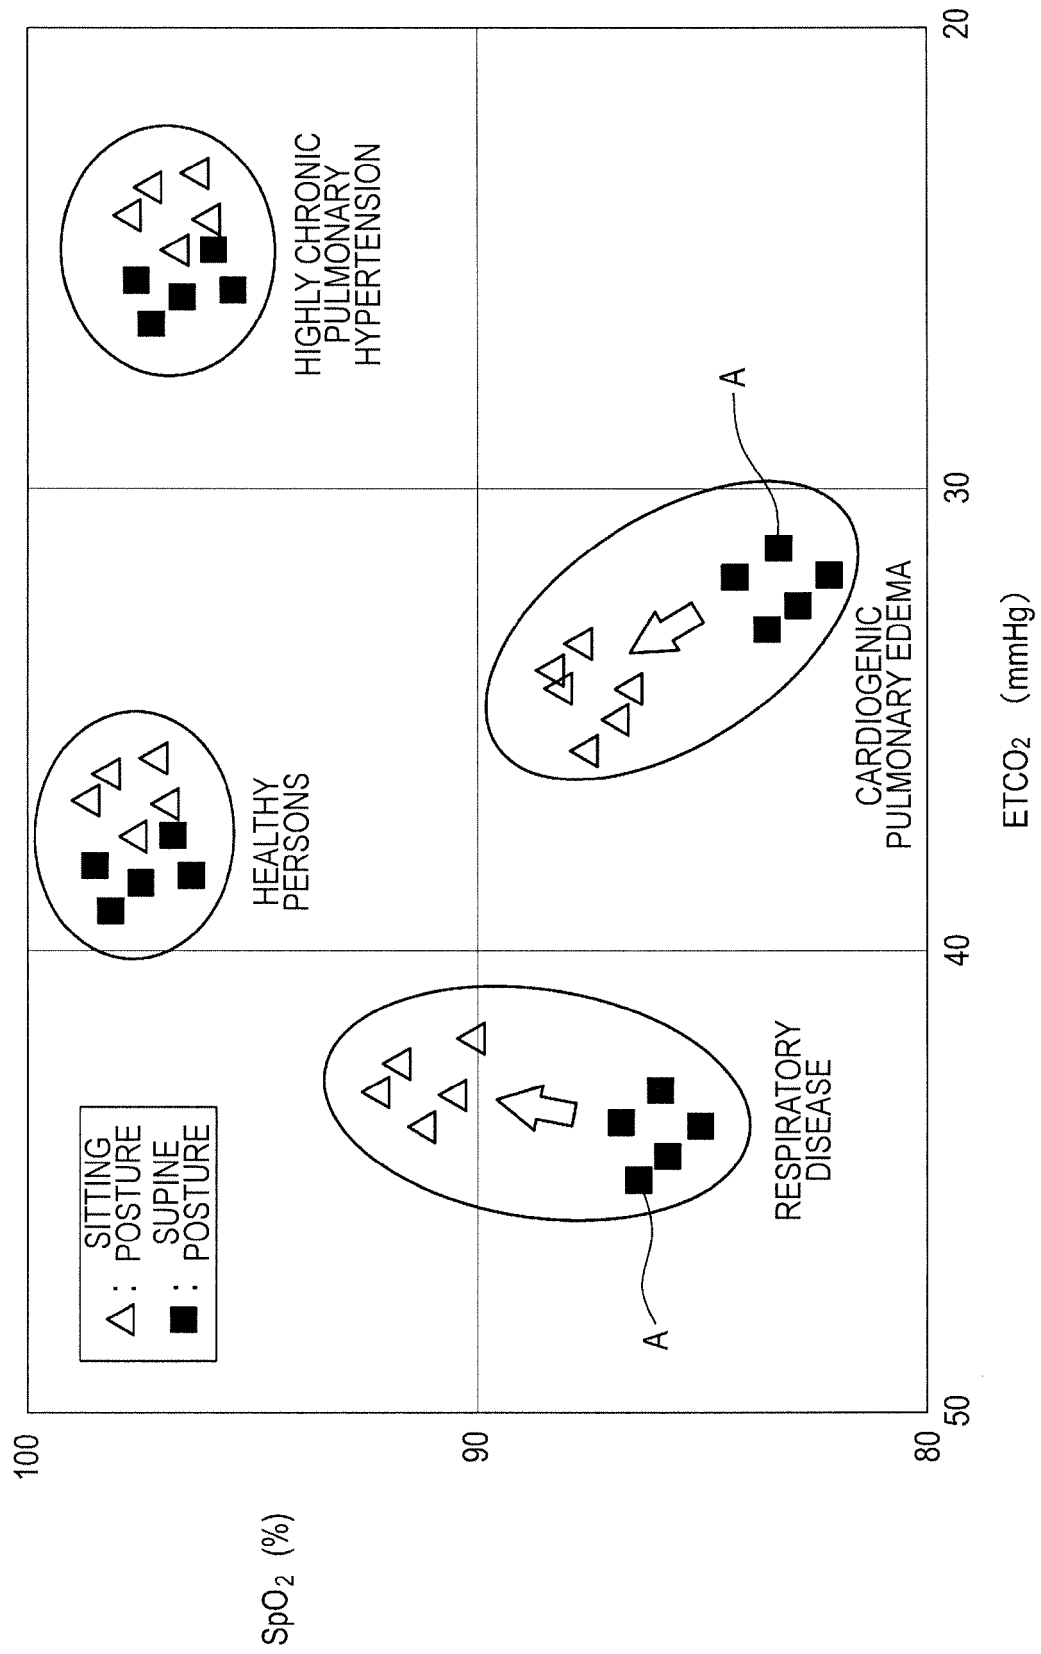 SpO2 (%)
100
90
80
△ : SITTING
POSTURE
■ : SUPINE
POSTURE
HEALTHY
PERSONS
HIGHLY CHRONIC
PULMONARY
HYPERTENSION
A
A
RESPIRATORY
DISEASE
CARDIOGENIC
PULMONARY EDEMA
50
40
30
20
ETCO2 (mmHg)